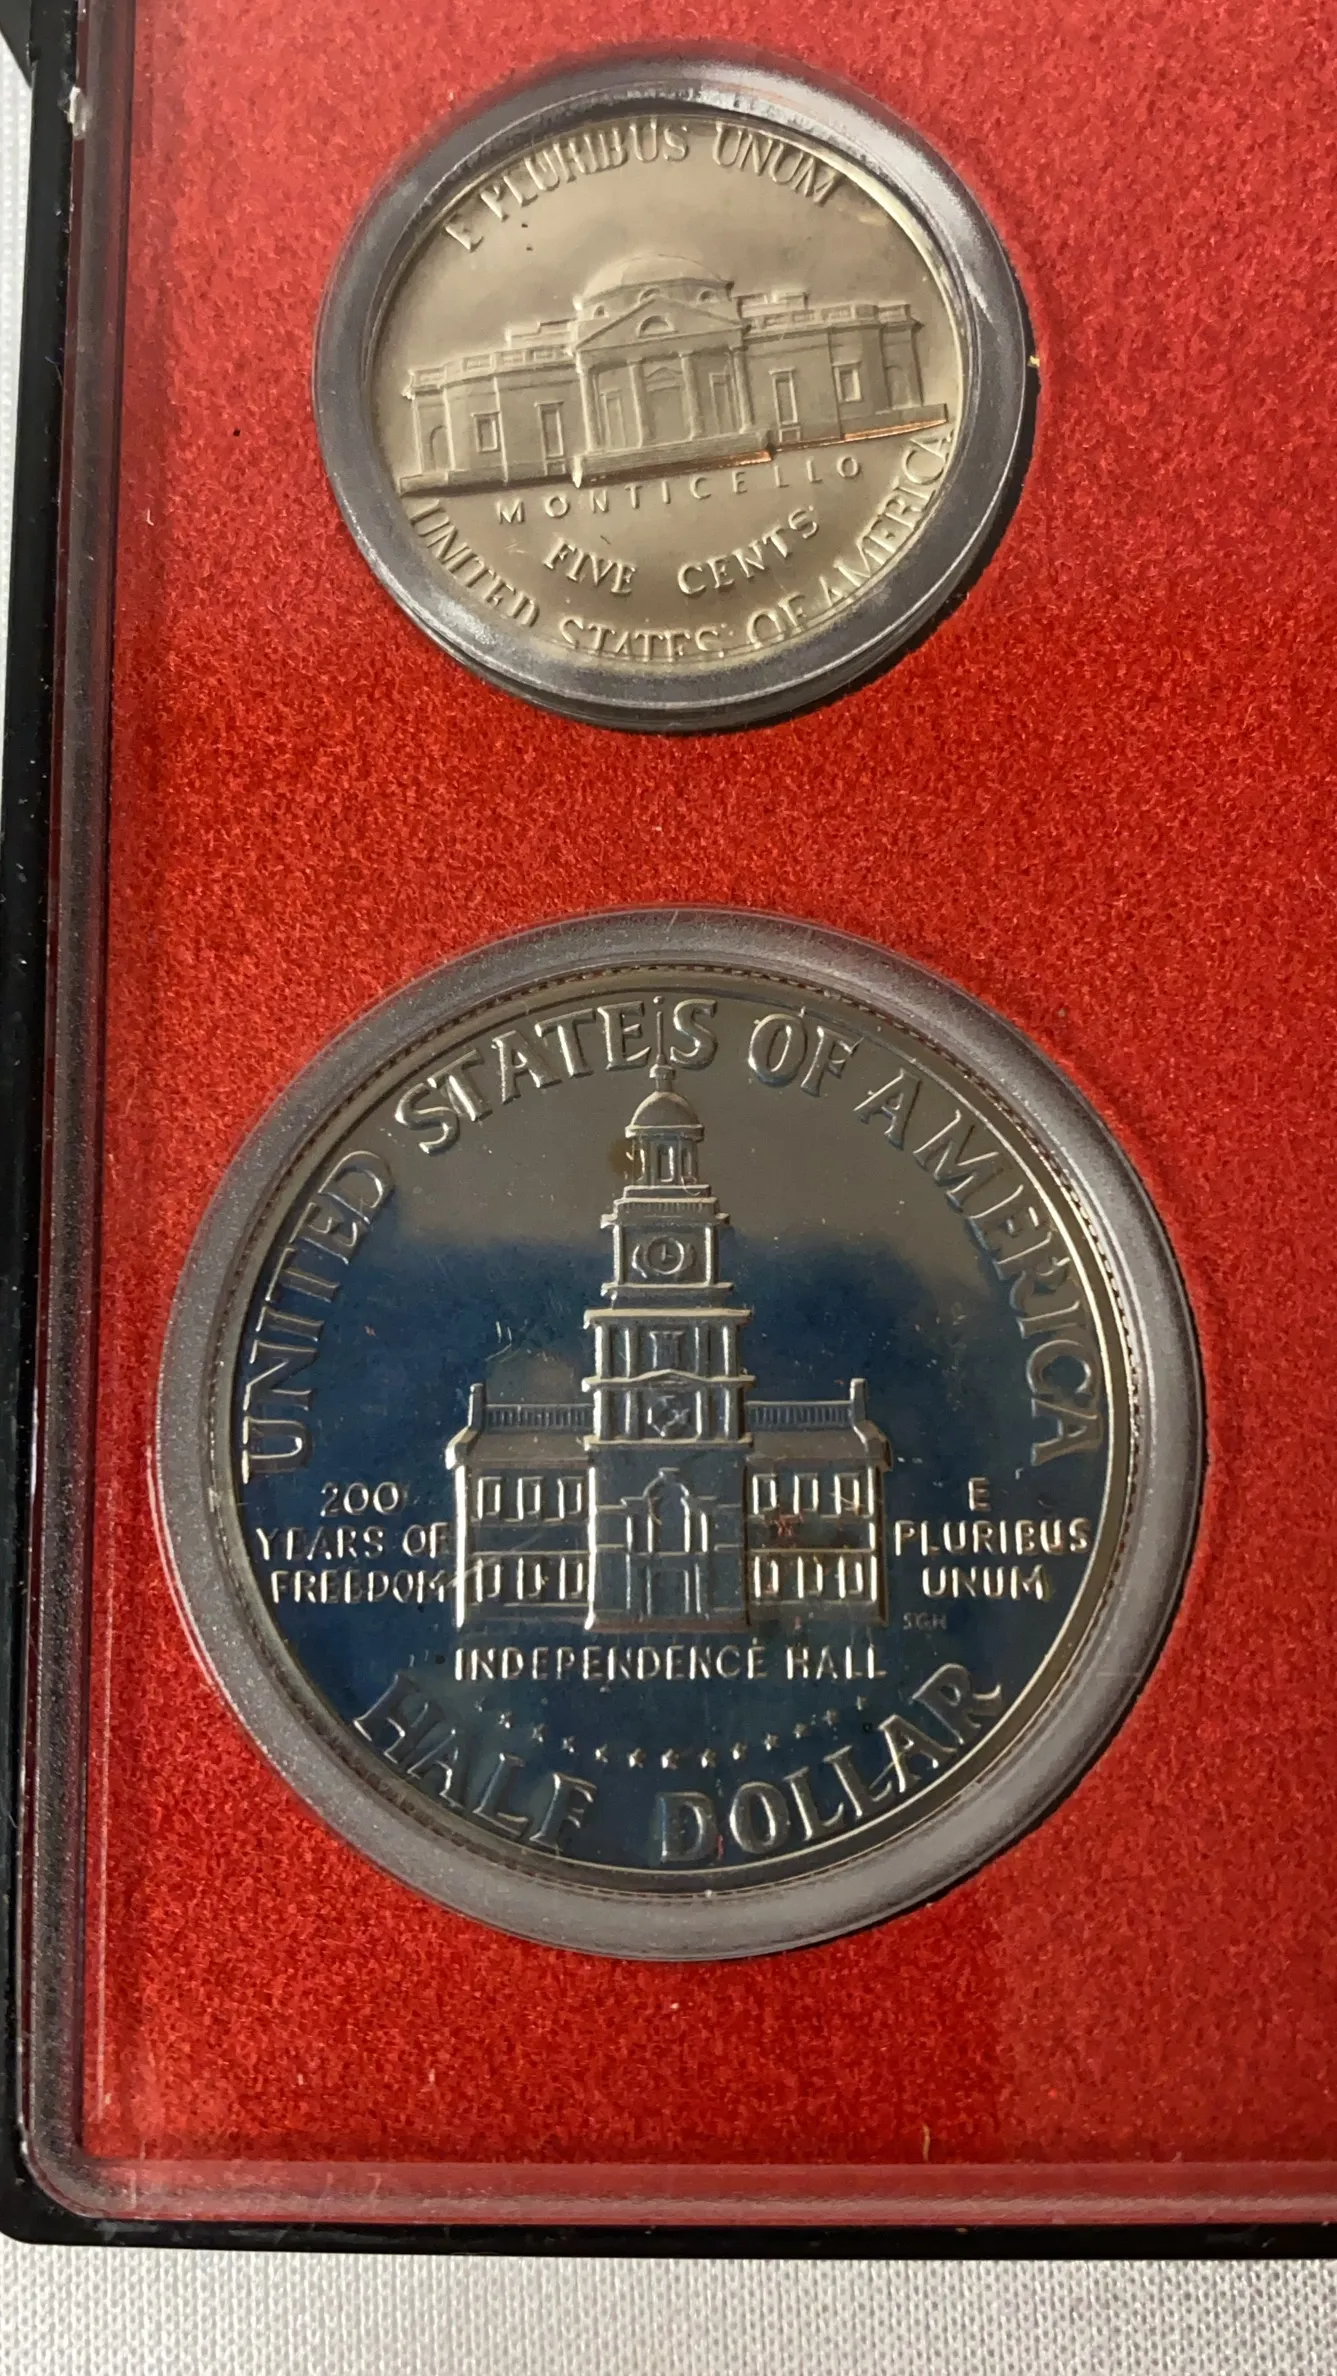 E PLURIBUS UNUM
MONTICELLO
FIVE CENTS
UNITED STATES OF AMERICA
UNITED STATES OF AMERICA
200
YEARS OF
FREEDOM
E
PLURIBUS
UNUM
INDEPENDENCE HALL
HALF DOLLAR